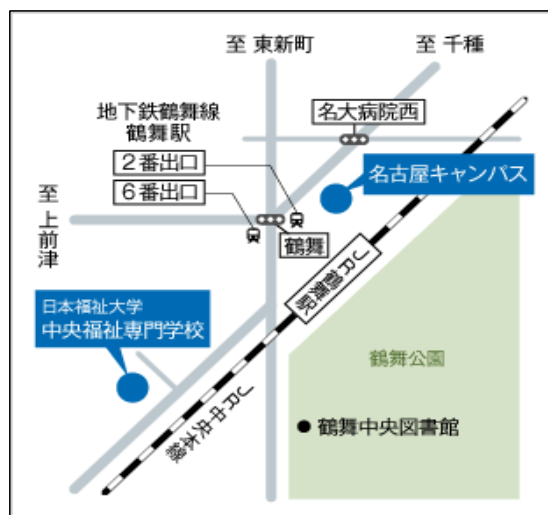 至 東新町
至 千種
地下鉄鶴舞線
鶴舞駅
名大病院西
2番出口
6番出口
名古屋キャンパス
至
上
前
津
鶴舞
JR鶴舞駅
日本福祉大学
中央福祉専門学校
鶴舞公園
JR中央本線
鶴舞中央図書館